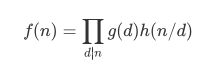 f(n) = ∏_{d|n} g(d)h(n/d)